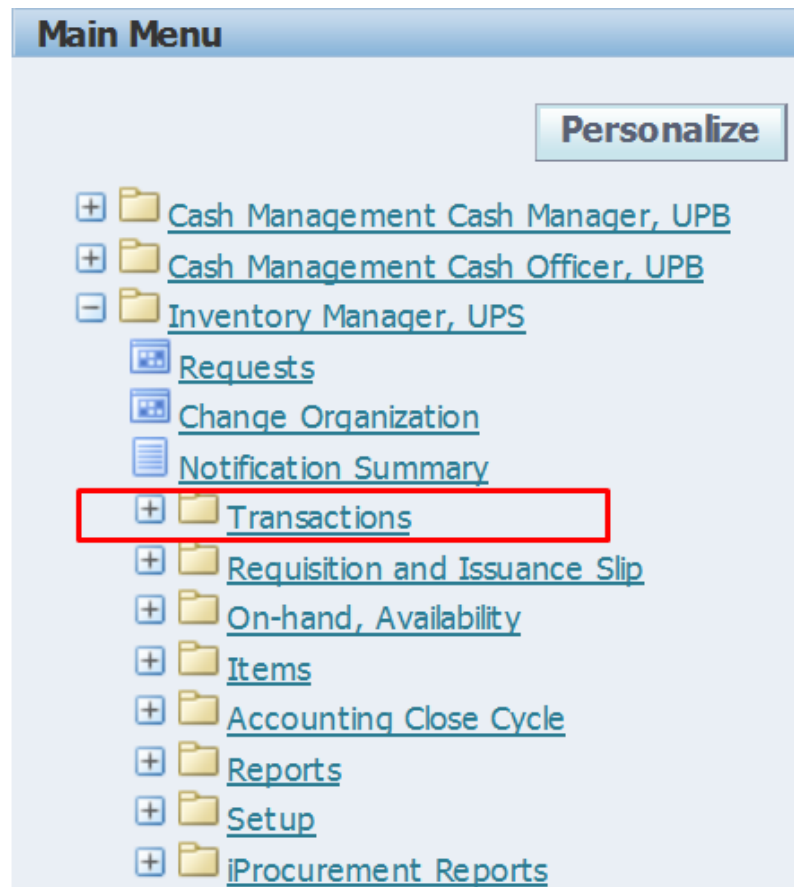 Main Menu
Personalize
Cash Management Cash Manager, UPB
Cash Management Cash Officer, UPB
Inventory Manager, UPS
Requests
Change Organization
Notification Summary
Transactions
Requisition and Issuance Slip
On-hand, Availability
Items
Accounting Close Cycle
Reports
Setup
iProcurement Reports